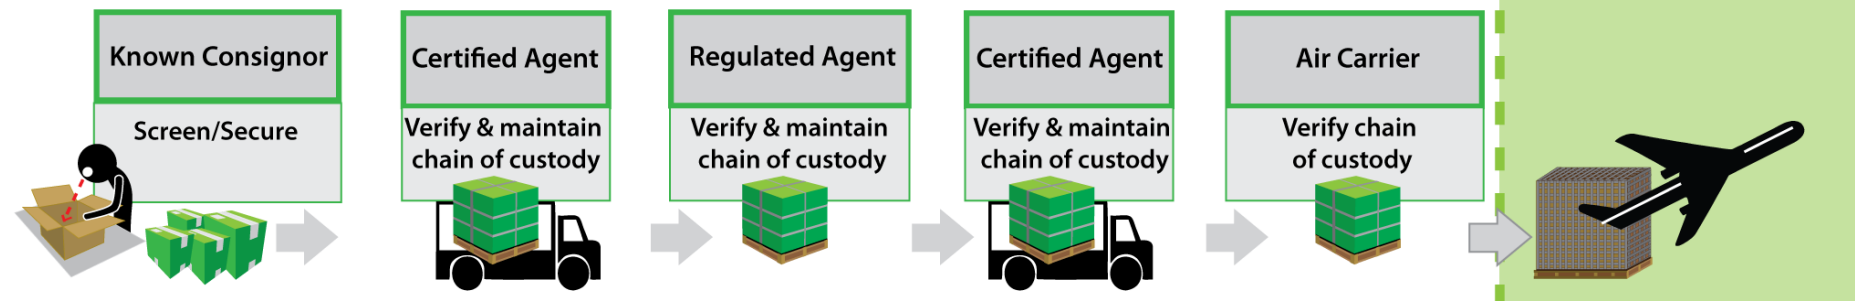 Known Consignor
Screen/Secure
Certified Agent
Verify & maintain
chain of custody
Regulated Agent
Verify & maintain
chain of custody
Certified Agent
Verify & maintain
chain of custody
Air Carrier
Verify chain
of custody